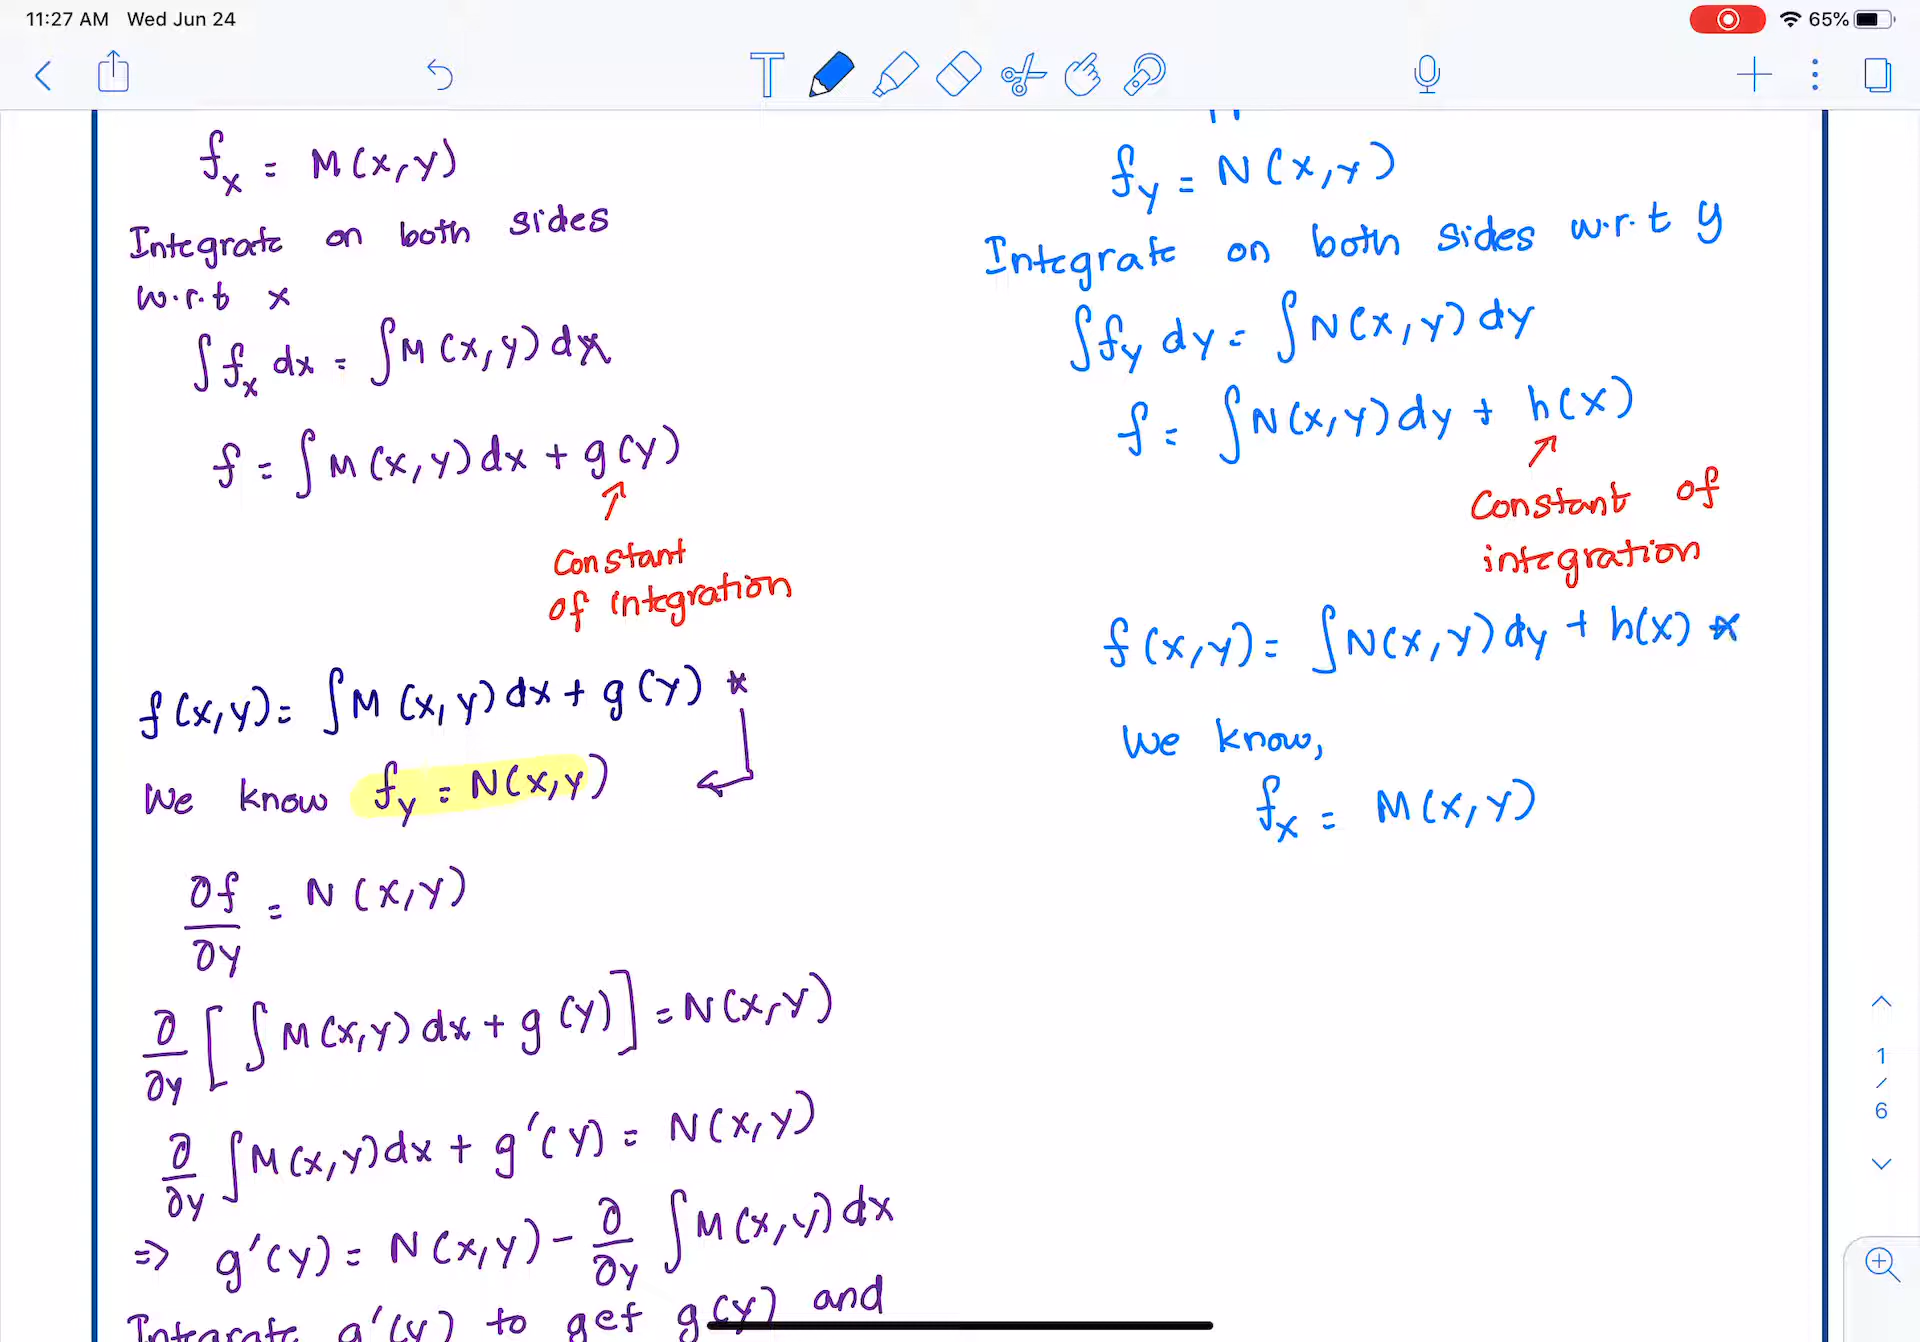 11:27 AM Wed Jun 24
65%
T
f_x = M(x,y)
Integrate on both sides
w.r.t x
∫f_x dx = ∫M(x,y)dx
f = ∫M(x,y)dx + g(y)
Constant
of integration
f(x,y) = ∫M(x,y)dx + g(y) *
We know f_y = N(x,y)
∂f/∂y = N(x,y)
∂/∂y [∫M(x,y)dx + g(y)] = N(x,y)
∂/∂y ∫M(x,y)dx + g'(y) = N(x,y)
⇒ g'(y) = N(x,y) - ∂/∂y ∫M(x,y)dx
Integrate g'(y) to get g(y) and
f_y = N(x,y)
Integrate on both sides w.r.t y
∫f_y dy = ∫N(x,y)dy
f = ∫N(x,y)dy + h(x)
Constant of
integration
f(x,y) = ∫N(x,y)dy + h(x) *
We know,
f_x = M(x,y)
1
/
6